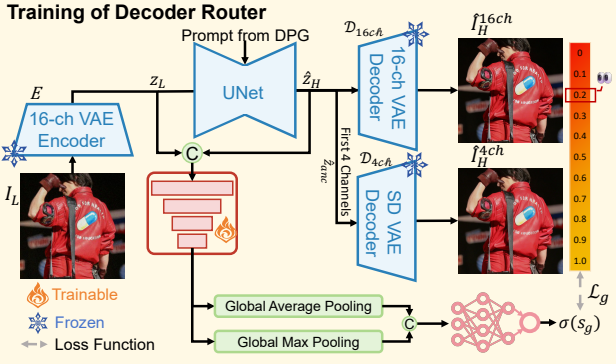 Training of Decoder Router
Prompt from DPG
E
z_L
16-ch VAE
Encoder
UNet
ẑ_H
𝒟_16ch
16-ch VAE
Decoder
Î_H^16ch
I_L
C
First 4 Channels
ẑ_anc
𝒟_4ch
SD VAE
Decoder
Î_H^4ch
0
0.1
0.2
0.3
0.4
0.5
0.6
0.7
0.8
0.9
1.0
Trainable
Frozen
Loss Function
Global Average Pooling
Global Max Pooling
C
σ(s_g)
ℒ_g